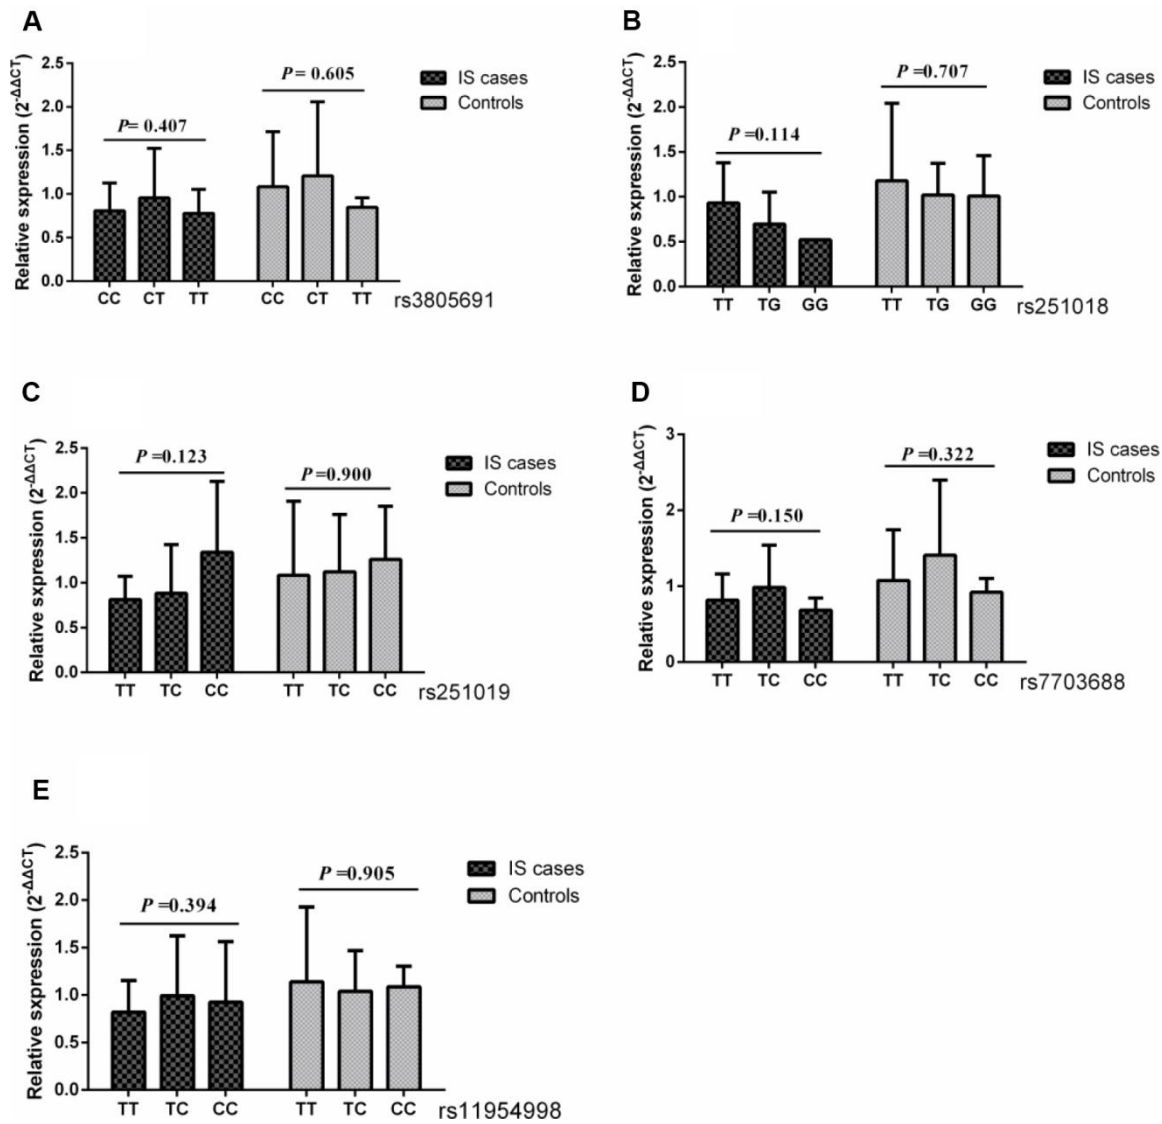 A
Relative sxpression (2-ΔΔCT)
2.5
2.0
1.5
1.0
0.5
0.0
P= 0.407
P= 0.605
IS cases
Controls
CC CT TT CC CT TT rs3805691
B
Relative sxpression (2-ΔΔCT)
2.5
2.0
1.5
1.0
0.5
0.0
P=0.114
P=0.707
IS cases
Controls
TT TG GG TT TG GG rs251018
C
Relative sxpression (2-ΔΔCT)
2.5
2.0
1.5
1.0
0.5
0.0
P=0.123
P=0.900
IS cases
Controls
TT TC CC TT TC CC rs251019
D
Relative sxpression (2-ΔΔCT)
3
2
1
0
P=0.150
P=0.322
IS cases
Controls
TT TC CC TT TC CC rs7703688
E
Relative sxpression (2-ΔΔCT)
2.5
2.0
1.5
1.0
0.5
0.0
P=0.394
P=0.905
IS cases
Controls
TT TC CC TT TC CC rs11954998